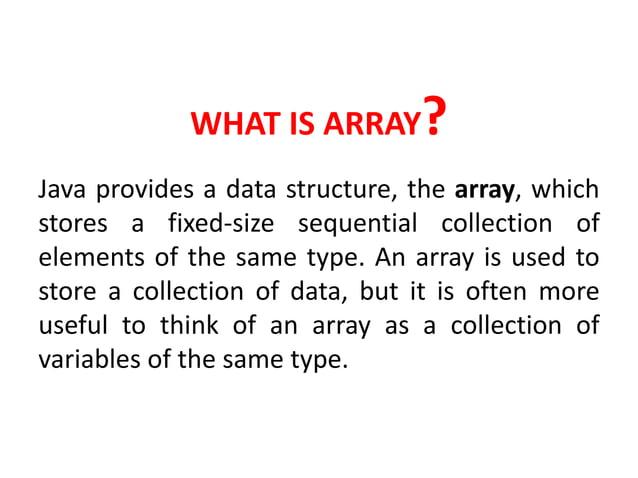 WHAT IS ARRAY?
Java provides a data structure, the array, which
stores a fixed-size sequential collection of
elements of the same type. An array is used to
store a collection of data, but it is often more
useful to think of an array as a collection of
variables of the same type.